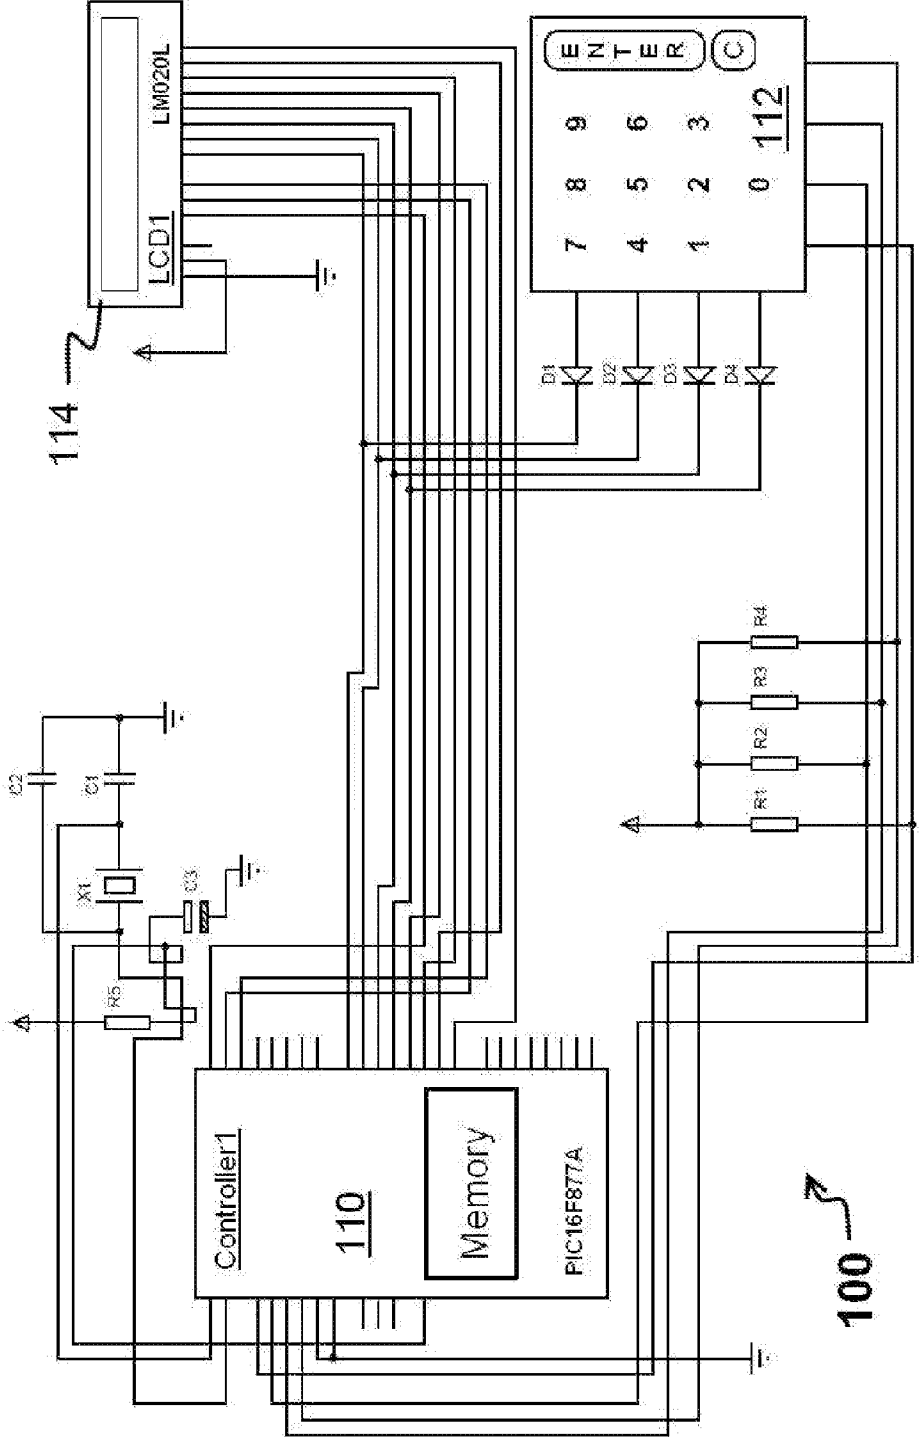 LCD1
LM020L
114
ENTER
C
7 8 9
4 5 6
1 2 3
0
112
D1
D2
D3
D4
C2
C1
X1
C3
R5
R1
R2
R3
R4
Controller1
110
Memory
PIC16F877A
100